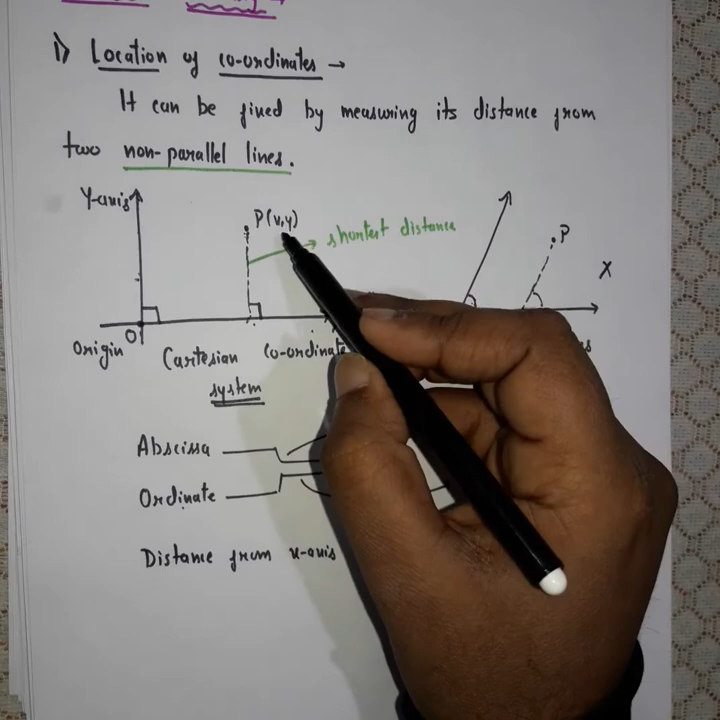 i) Location of co-ordinates →
It can be fixed by measuring its distance from
two non-parallel lines.
Y-axis
P(x,y)
shortest distance
P
X
O
Origin
Cartesian co-ordinate
system
Abscissa
Ordinate
Distance from x-axis